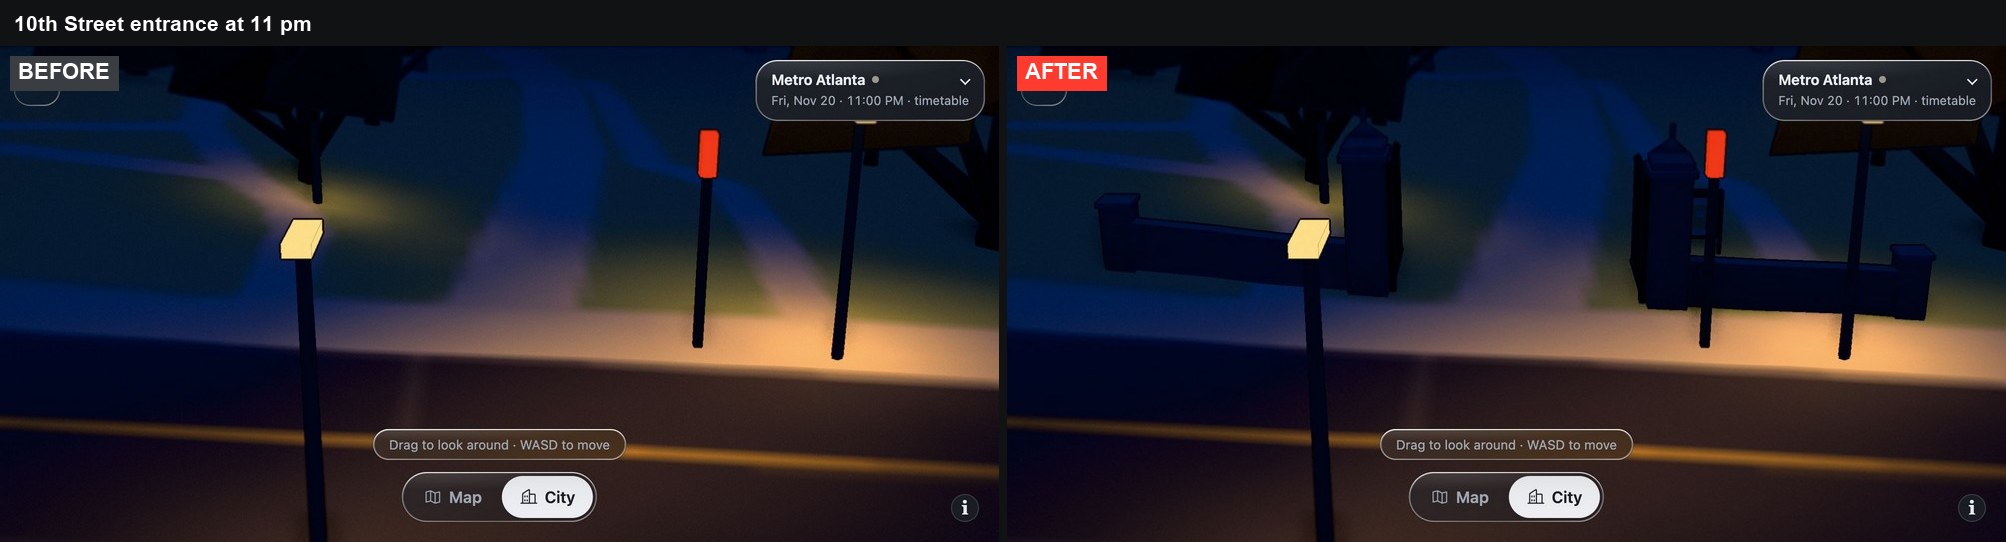 10th Street entrance at 11 pm
BEFORE
Metro Atlanta
Fri, Nov 20 · 11:00 PM · timetable
Drag to look around · WASD to move
Map
City
i
AFTER
Metro Atlanta
Fri, Nov 20 · 11:00 PM · timetable
Drag to look around · WASD to move
Map
City
i